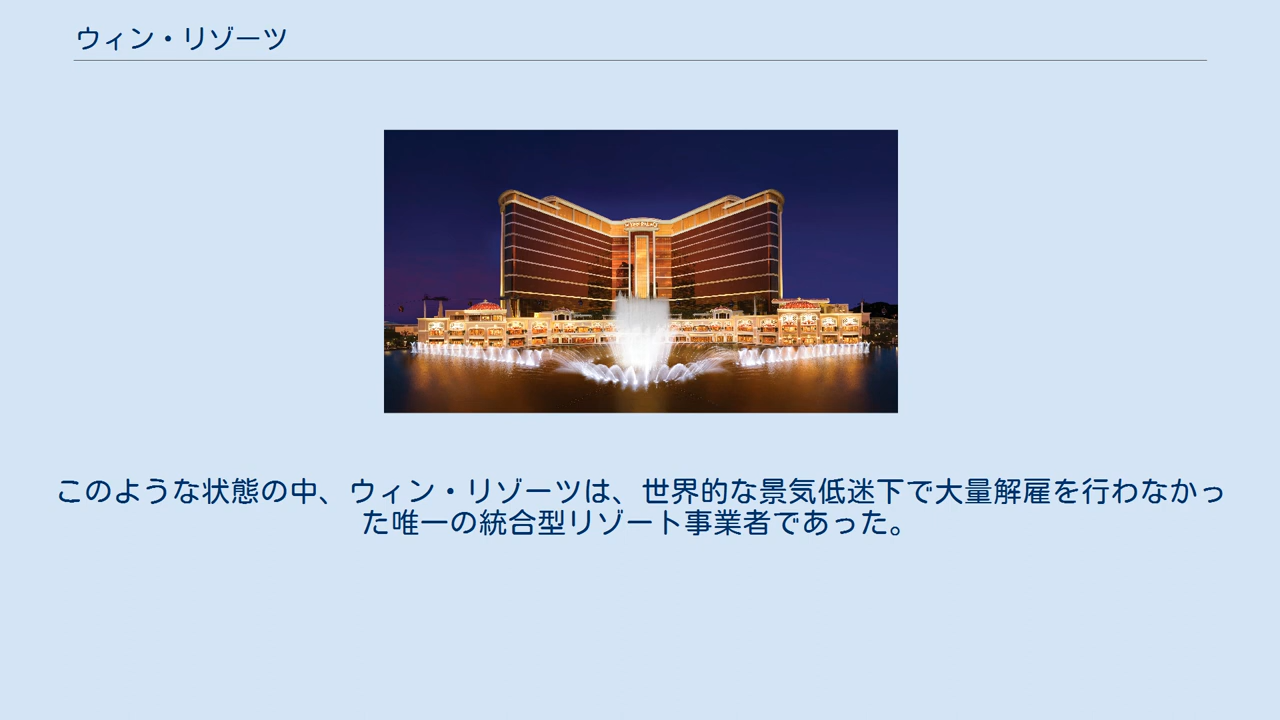 ウィン・リゾーツ
このような状態の中、ウィン・リゾーツは、世界的な景気低迷下で大量解雇を行わなかっ
た唯一の統合型リゾート事業者であった。